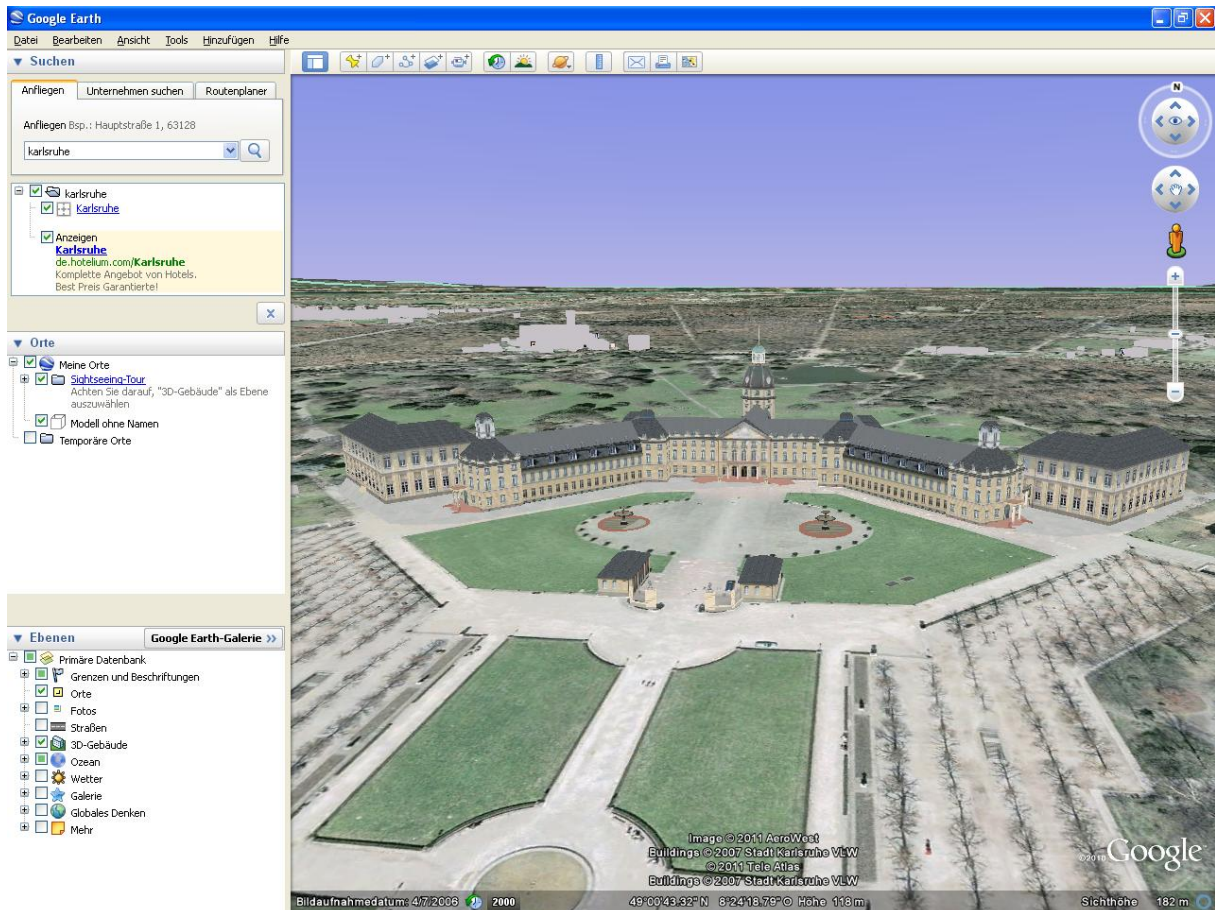 Google Earth
Datei Bearbeiten Ansicht Tools Hinzufügen Hilfe
Suchen
Anfliegen Unternehmen suchen Routenplaner
Anfliegen Bsp.: Hauptstraße 1, 63128
karlsruhe
karlsruhe
Karlsruhe
Anzeigen
Karlsruhe
de.hotelium.com/Karlsruhe
Komplette Angebot von Hotels.
Best Preis Garantierte!
Orte
Meine Orte
Sightseeing-Tour
Achten Sie darauf, "3D-Gebäude" als Ebene
auszuwählen
Modell ohne Namen
Temporäre Orte
Ebenen Google Earth-Galerie >>
Primäre Datenbank
Grenzen und Beschriftungen
Orte
Fotos
Straßen
3D-Gebäude
Ozean
Wetter
Galerie
Globales Denken
Mehr
N
Image © 2011 AeroWest
Buildings © 2007 Stadt Karlsruhe VLW
© 2011 Tele Atlas
Buildings © 2007 Stadt Karlsruhe VLW
©2010 Google
Bildaufnahmedatum: 4/7/2006 2000 49°00'43.32" N 8°24'18.79" O Höhe 118 m Sichthöhe 182 m